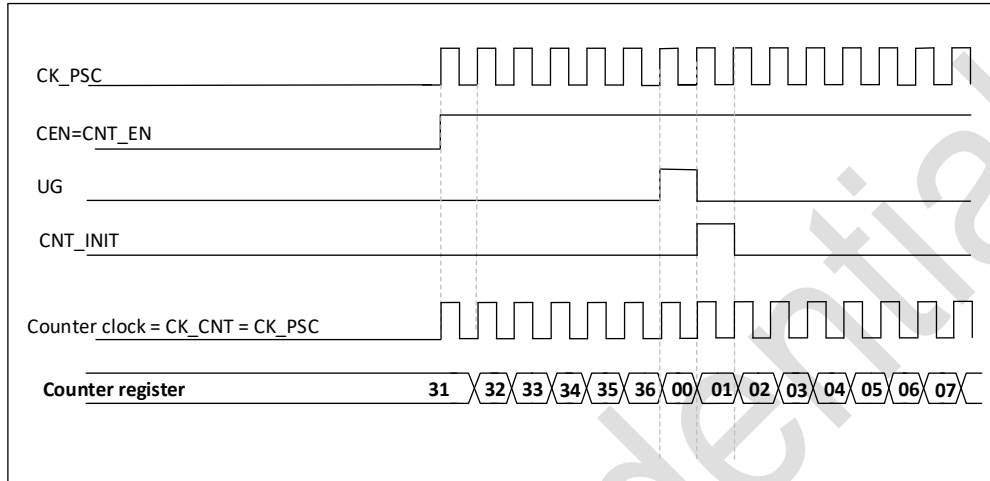 CK_PSC
CEN=CNT_EN
UG
CNT_INIT
Counter clock = CK_CNT = CK_PSC
Counter register 31 32 33 34 35 36 00 01 02 03 04 05 06 07
dential